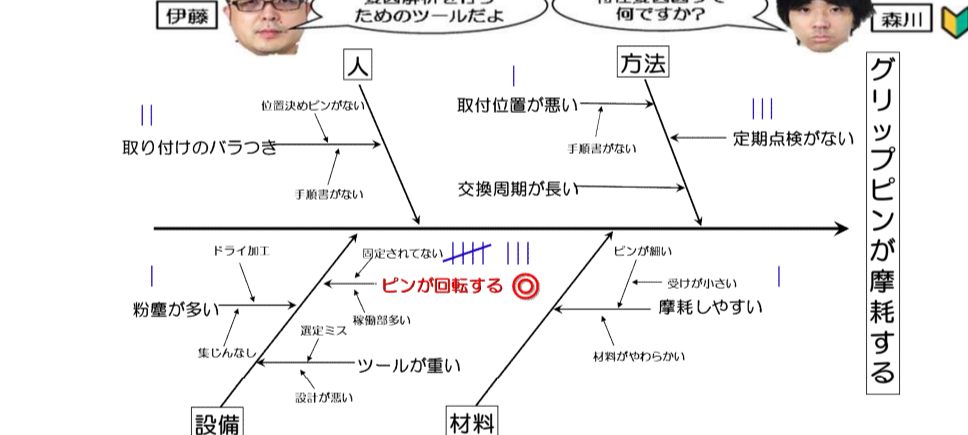 伊藤
ためのツールだよ
何ですか？
森川
人
方法
グリップピンが摩耗する
位置決めピンがない
取り付けのバラつき
手順書がない
取付位置が悪い
手順書がない
定期点検がない
交換周期が長い
ドライ加工
固定されてない
ピンが回転する
粉塵が多い
稼働部多い
集じんなし
選定ミス
ツールが重い
設計が悪い
ピンが細い
受けが小さい
摩耗しやすい
材料がやわらかい
設備
材料